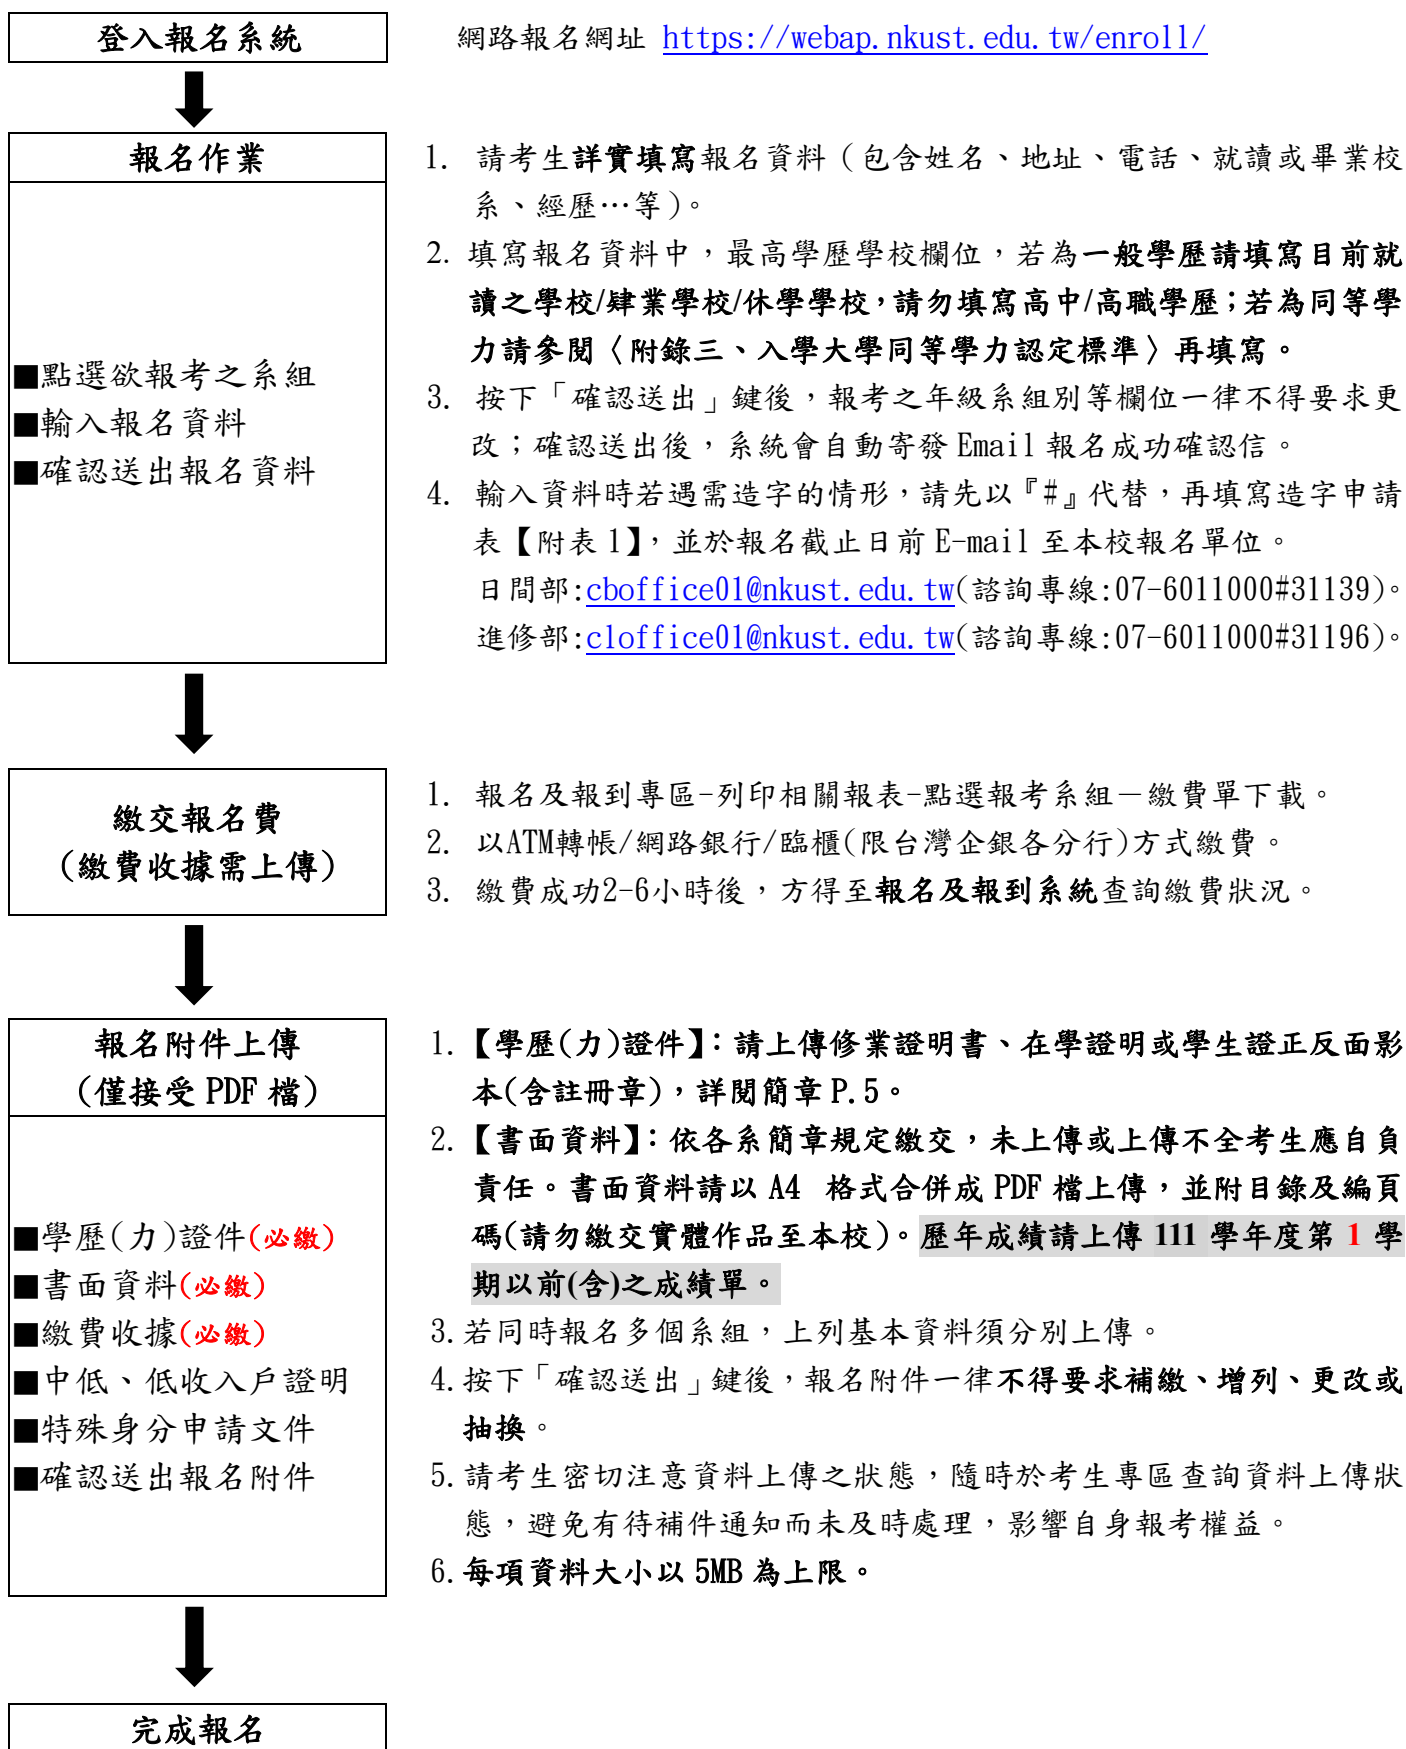 登入報名系統
網路報名網址 https://webap.nkust.edu.tw/enroll/
報名作業
■點選欲報考之系組
■輸入報名資料
■確認送出報名資料
1. 請考生詳實填寫報名資料（包含姓名、地址、電話、就讀或畢業校
系、經歷…等）。
2. 填寫報名資料中，最高學歷學校欄位，若為一般學歷請填寫目前就
讀之學校/肄業學校/休學學校，請勿填寫高中/高職學歷；若為同等學
力請參閱〈附錄三、入學大學同等學力認定標準〉再填寫。
3. 按下「確認送出」鍵後，報考之年級系組別等欄位一律不得要求更
改；確認送出後，系統會自動寄發 Email 報名成功確認信。
4. 輸入資料時若遇需造字的情形，請先以『#』代替，再填寫造字申請
表【附表 1】，並於報名截止日前 E-mail 至本校報名單位。
日間部:cboffice01@nkust.edu.tw(諮詢專線:07-6011000#31139)。
進修部:cloffice01@nkust.edu.tw(諮詢專線:07-6011000#31196)。
繳交報名費
(繳費收據需上傳)
1. 報名及報到專區-列印相關報表-點選報考系組－繳費單下載。
2. 以ATM轉帳/網路銀行/臨櫃(限台灣企銀各分行)方式繳費。
3. 繳費成功2-6小時後，方得至報名及報到系統查詢繳費狀況。
報名附件上傳
(僅接受 PDF 檔)
■學歷(力)證件(必繳)
■書面資料(必繳)
■繳費收據(必繳)
■中低、低收入戶證明
■特殊身分申請文件
■確認送出報名附件
1.【學歷(力)證件】：請上傳修業證明書、在學證明或學生證正反面影
本(含註冊章)，詳閱簡章 P.5。
2.【書面資料】：依各系簡章規定繳交，未上傳或上傳不全考生應自負
責任。書面資料請以 A4 格式合併成 PDF 檔上傳，並附目錄及編頁
碼(請勿繳交實體作品至本校)。歷年成績請上傳 111 學年度第 1 學
期以前(含)之成績單。
3.若同時報名多個系組，上列基本資料須分別上傳。
4.按下「確認送出」鍵後，報名附件一律不得要求補繳、增列、更改或
抽換。
5.請考生密切注意資料上傳之狀態，隨時於考生專區查詢資料上傳狀
態，避免有待補件通知而未及時處理，影響自身報考權益。
6.每項資料大小以 5MB 為上限。
完成報名